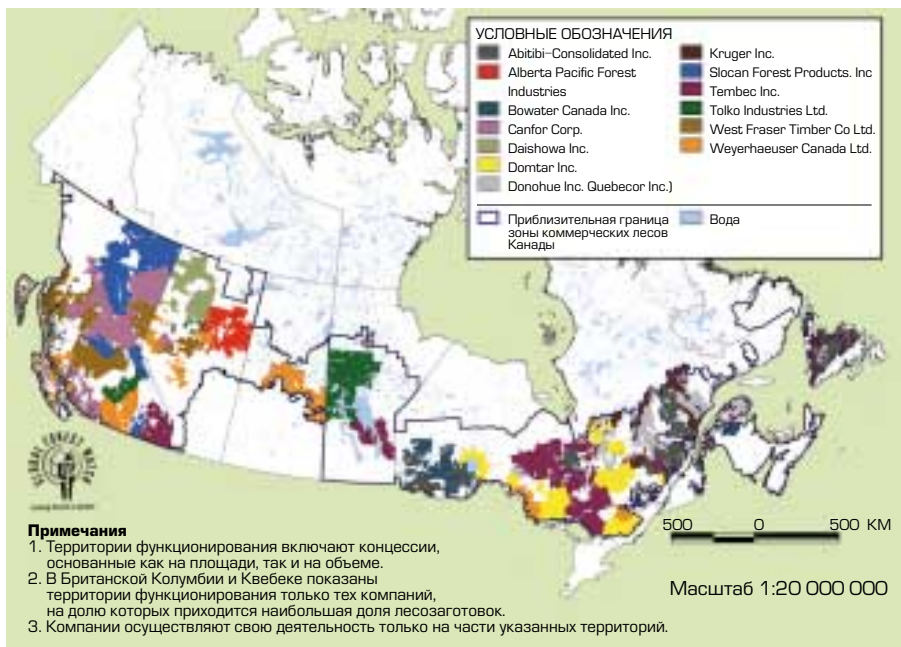 УСЛОВНЫЕ ОБОЗНАЧЕНИЯ
Abitibi-Consolidated Inc.
Alberta Pacific Forest
Industries
Bowater Canada Inc.
Canfor Corp.
Daishowa Inc.
Domtar Inc.
Donohue Inc. Quebecor Inc.)
Kruger Inc.
Slocan Forest Products. Inc
Tembec Inc.
Tolko Industries Ltd.
West Fraser Timber Co Ltd.
Weyerhaeuser Canada Ltd.
Приблизительная граница
зоны коммерческих лесов
Канады
Вода
GLOBAL FOREST WATCH
Примечания
1. Территории функционирования включают концессии,
основанные как на площади, так и на объеме.
2. В Британской Колумбии и Квебеке показаны
территории функционирования только тех компаний,
на долю которых приходится наибольшая доля лесозаготовок.
3. Компании осуществляют свою деятельность только на части указанных территорий.
500 0 500 КМ
Масштаб 1:20 000 000